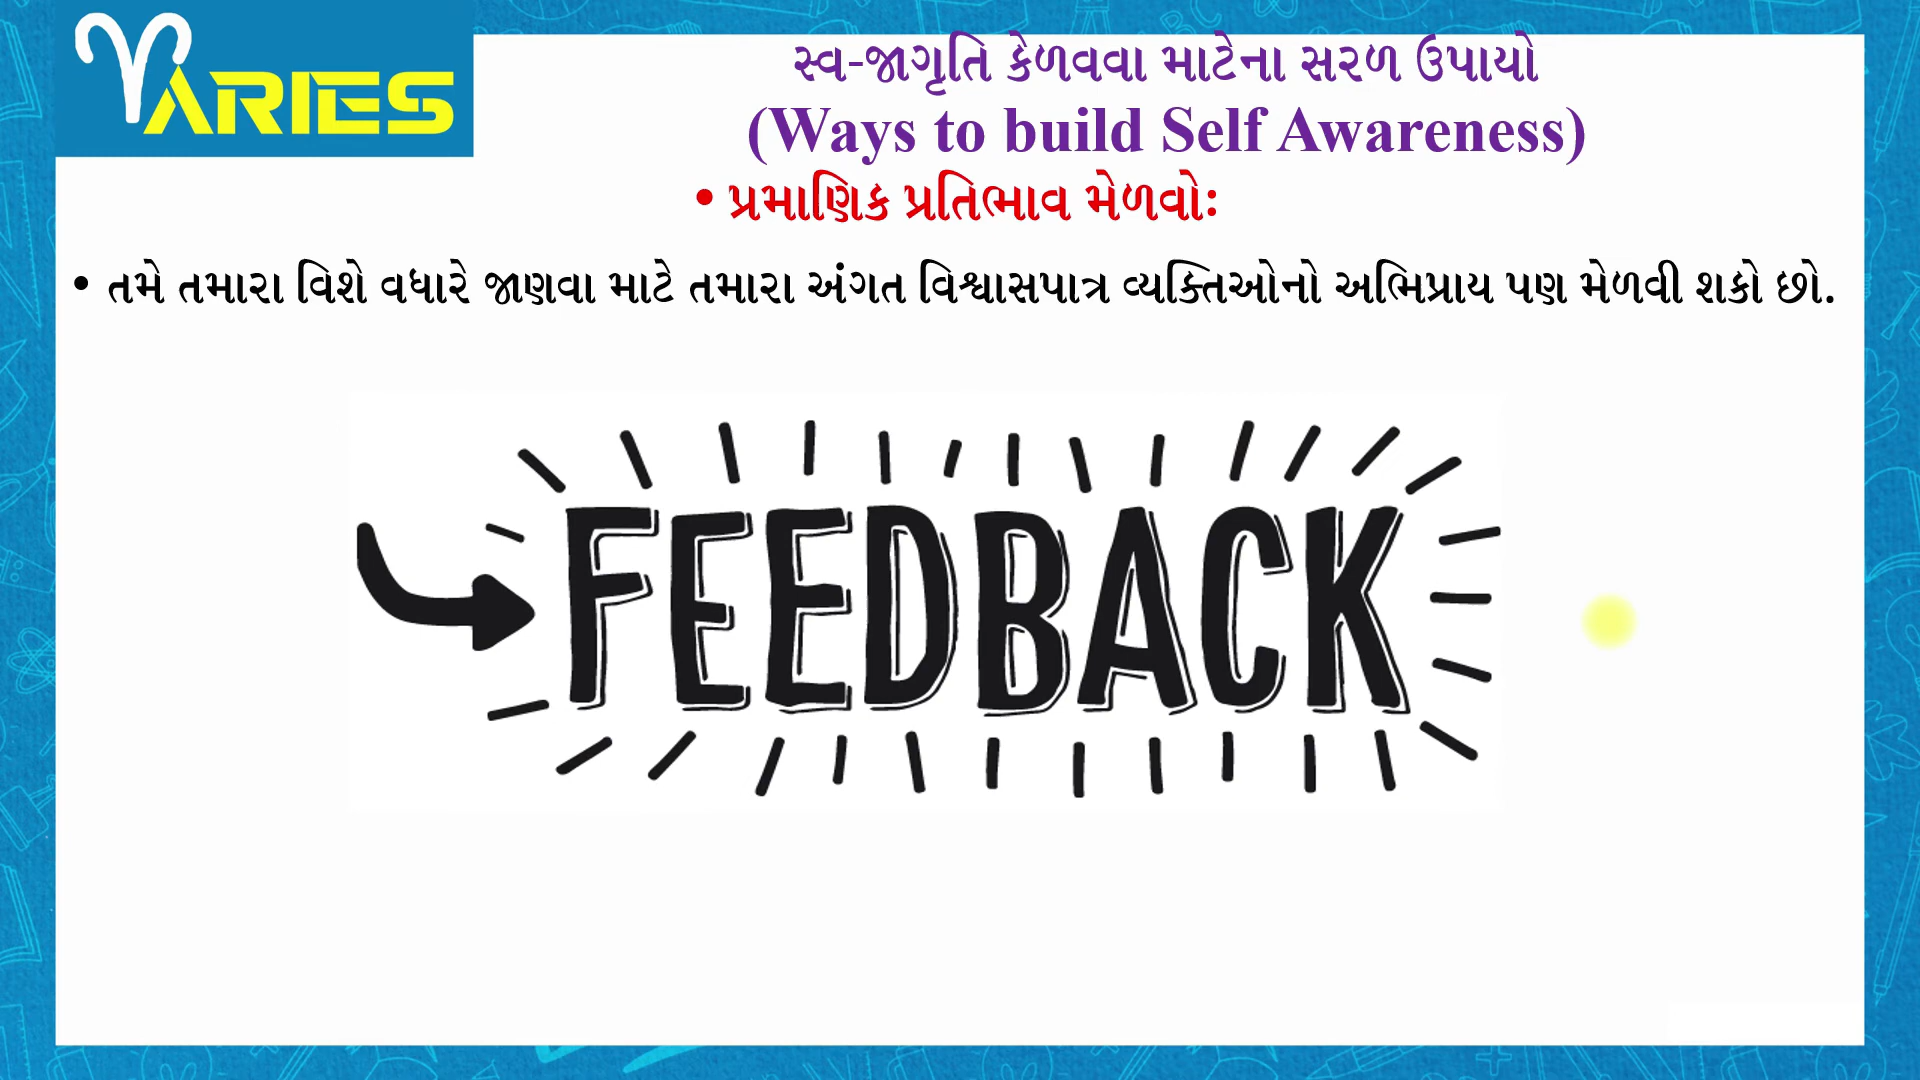 ARIES
સ્વ-જાગૃતિ કેળવવા માટેના સરળ ઉપાયો
(Ways to build Self Awareness)
• પ્રમાણિક પ્રતિભાવ મેળવોઃ
• તમે તમારા વિશે વધારે જાણવા માટે તમારા અંગત વિશ્વાસપાત્ર વ્યક્તિઓનો અભિપ્રાય પણ મેળવી શકો છો.
FEEDBACK